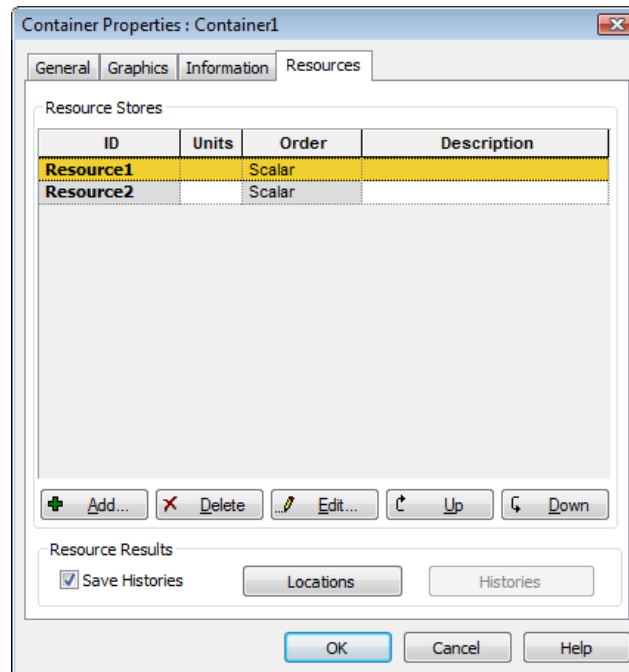 Container Properties : Container1
General Graphics Information Resources
Resource Stores
ID Units Order Description
Resource1 Scalar
Resource2 Scalar
Add... Delete Edit... Up Down
Resource Results
Save Histories Locations Histories
OK Cancel Help